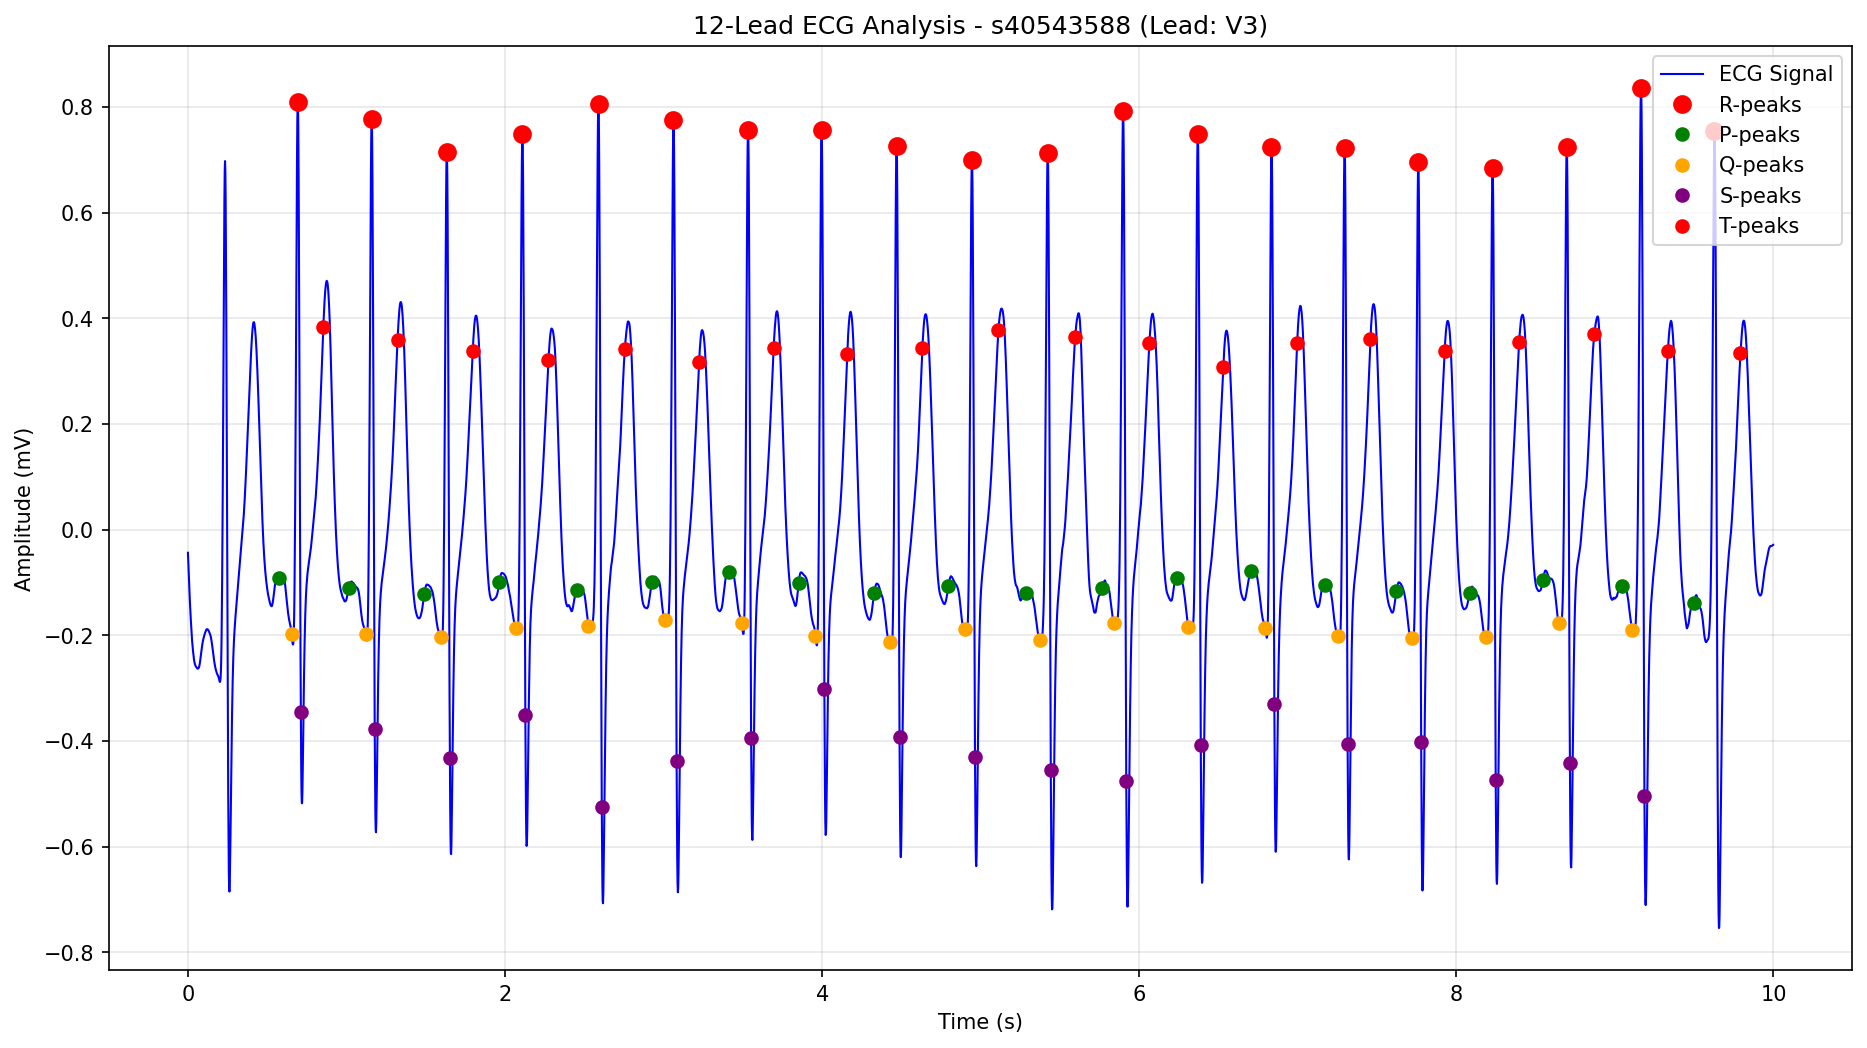 12-Lead ECG Analysis - s40543588 (Lead: V3)
ECG Signal
R-peaks
P-peaks
Q-peaks
S-peaks
T-peaks
Amplitude (mV)
0.8
0.6
0.4
0.2
0.0
−0.2
−0.4
−0.6
−0.8
0 2 4 6 8 10
Time (s)